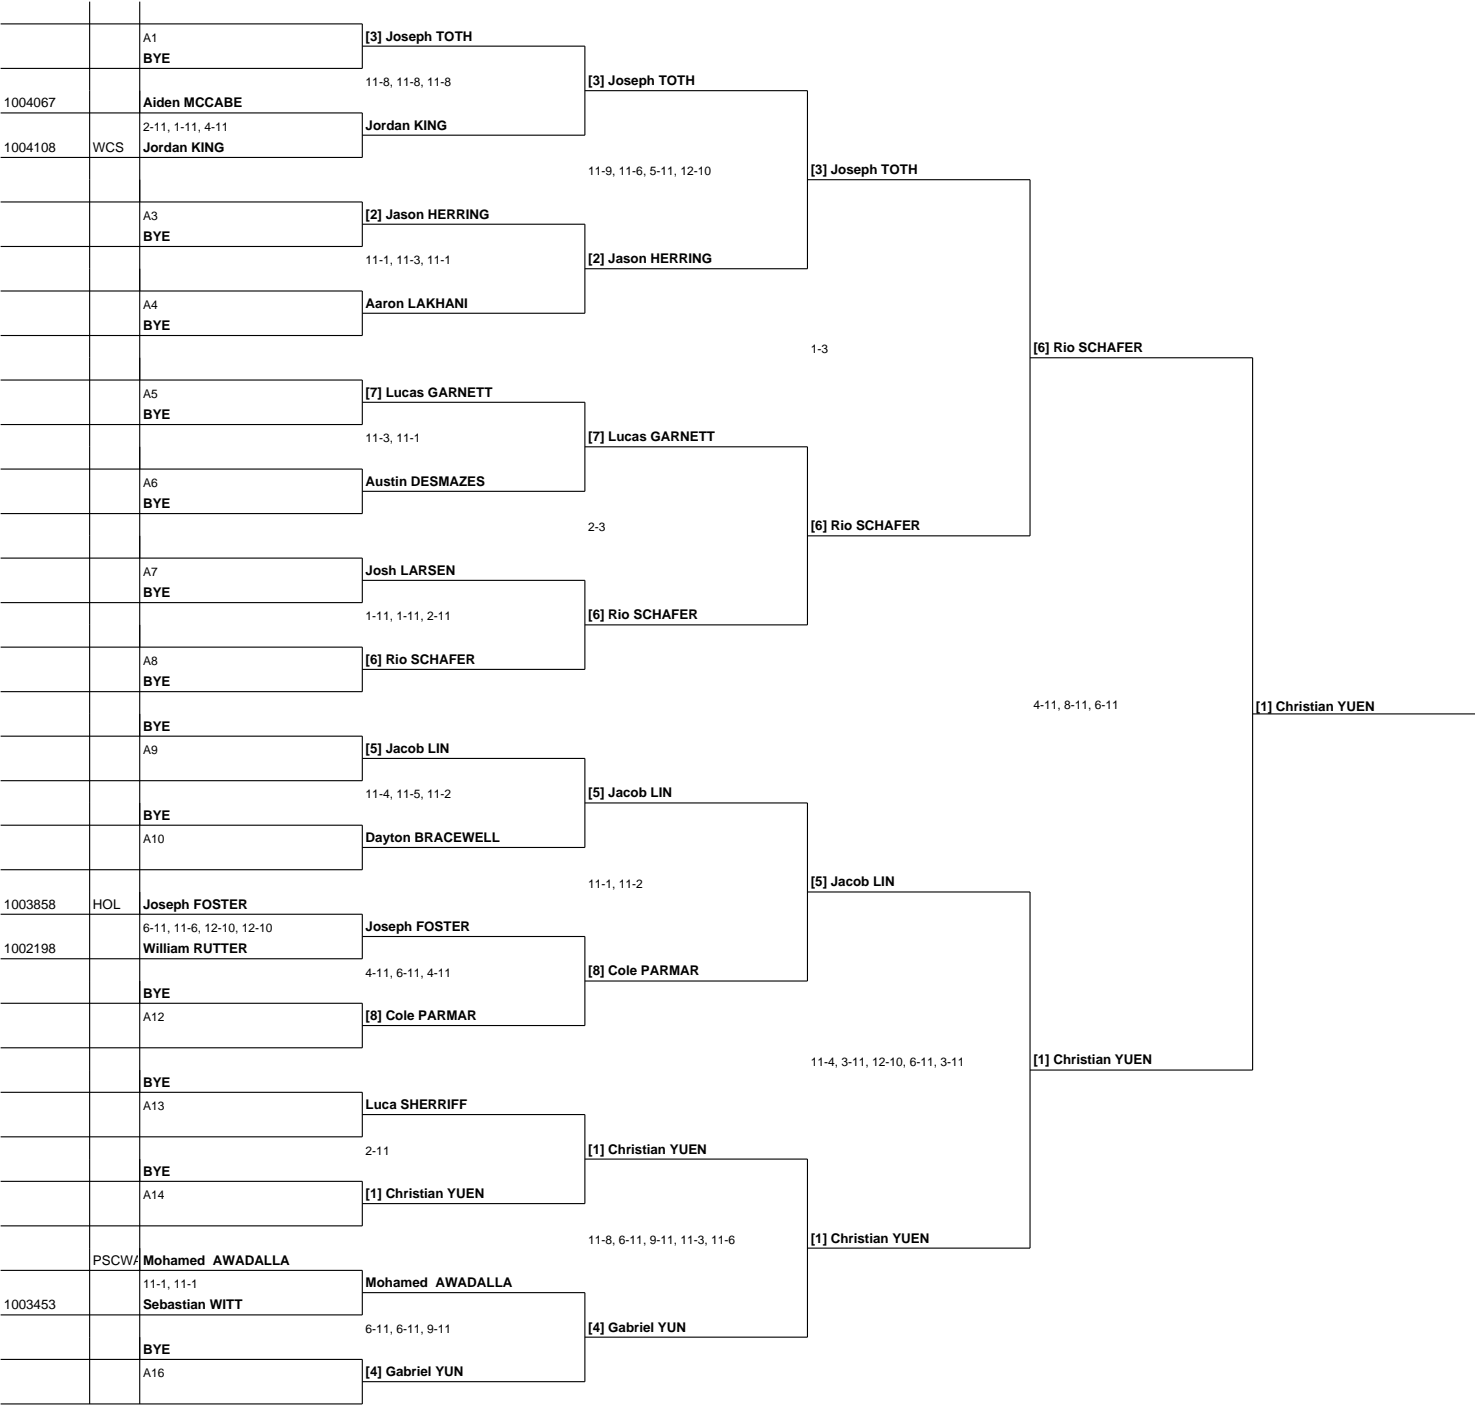 A1
[3] Joseph TOTH
BYE
11-8, 11-8, 11-8
[3] Joseph TOTH
1004067 Aiden MCCABE
2-11, 1-11, 4-11
Jordan KING
1004108 WCS Jordan KING
11-9, 11-6, 5-11, 12-10
[3] Joseph TOTH
A3
[2] Jason HERRING
BYE
11-1, 11-3, 11-1
[2] Jason HERRING
A4
Aaron LAKHANI
BYE
1-3
[6] Rio SCHAFER
A5
[7] Lucas GARNETT
BYE
11-3, 11-1
[7] Lucas GARNETT
A6
Austin DESMAZES
BYE
2-3
[6] Rio SCHAFER
A7
Josh LARSEN
BYE
1-11, 1-11, 2-11
[6] Rio SCHAFER
A8
[6] Rio SCHAFER
BYE
4-11, 8-11, 6-11
[1] Christian YUEN
BYE
A9
[5] Jacob LIN
11-4, 11-5, 11-2
[5] Jacob LIN
BYE
A10
Dayton BRACEWELL
11-1, 11-2
[5] Jacob LIN
1003858 HOL Joseph FOSTER
6-11, 11-6, 12-10, 12-10
Joseph FOSTER
1002198 William RUTTER
4-11, 6-11, 4-11
[8] Cole PARMAR
BYE
A12
[8] Cole PARMAR
11-4, 3-11, 12-10, 6-11, 3-11
[1] Christian YUEN
BYE
A13
Luca SHERRIFF
2-11
[1] Christian YUEN
BYE
A14
[1] Christian YUEN
11-8, 6-11, 9-11, 11-3, 11-6
[1] Christian YUEN
PSCWA Mohamed AWADALLA
11-1, 11-1
Mohamed AWADALLA
1003453 Sebastian WITT
6-11, 6-11, 9-11
[4] Gabriel YUN
BYE
A16
[4] Gabriel YUN